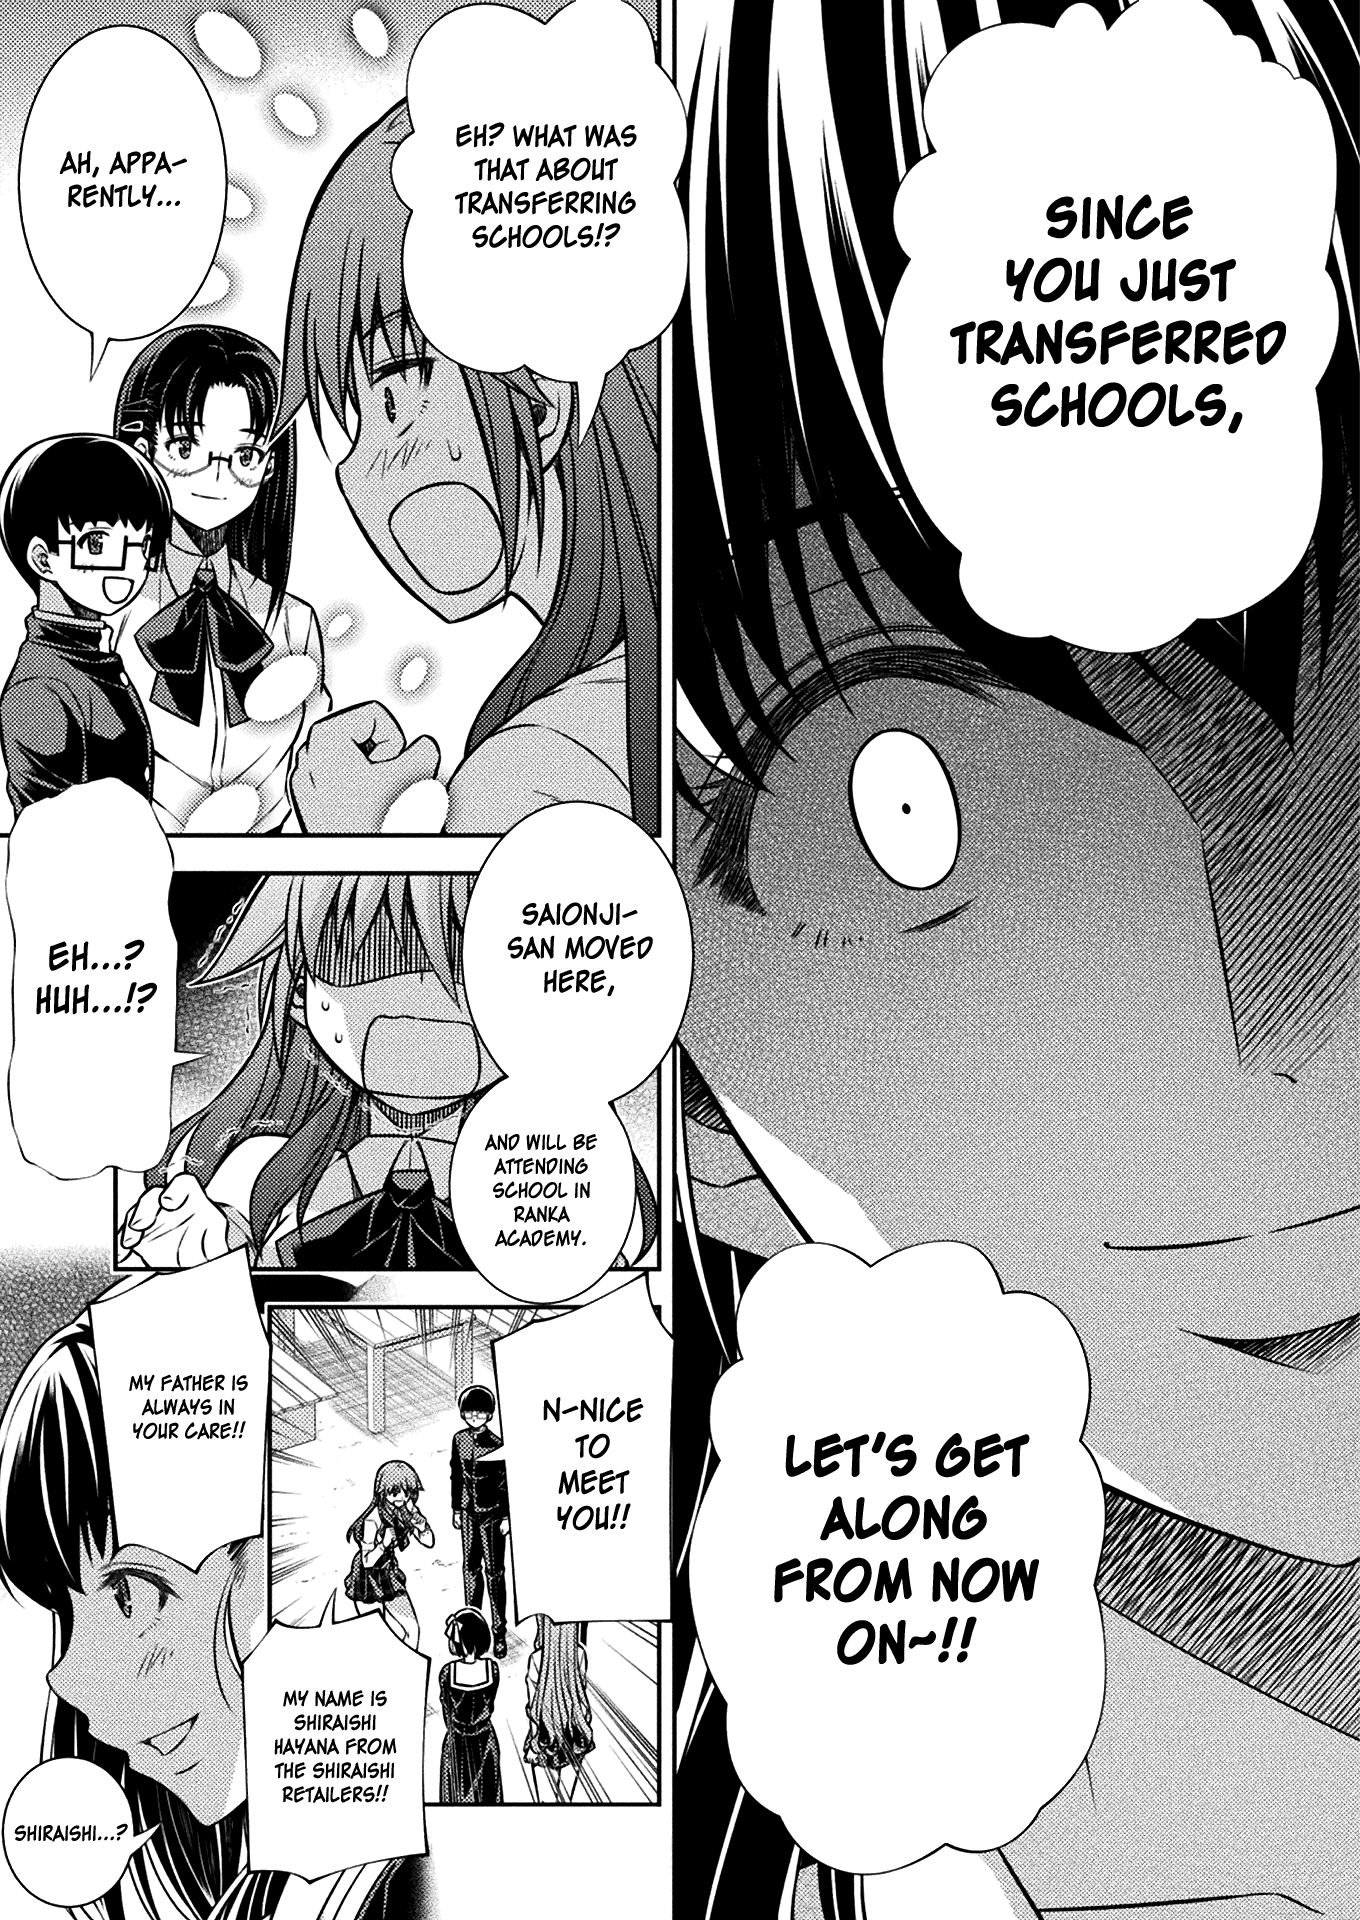 SINCE
YOU JUST
TRANSFERRED
SCHOOLS,
LET'S GET
ALONG
FROM NOW
ON~!!
EH? WHAT WAS
THAT ABOUT
TRANSFERRING
SCHOOLS!?
AH, APPA-
RENTLY...
SAIONJI-
SAN MOVED
HERE,
AND WILL BE
ATTENDING
SCHOOL IN
RANKA
ACADEMY.
EH...?
HUH...!?
N-NICE
TO
MEET
YOU!!
MY NAME IS
SHIRAISHI
HAYANA FROM
THE SHIRAISHI
RETAILERS!!
MY FATHER IS
ALWAYS IN
YOUR CARE!!
SHIRAISHI...?